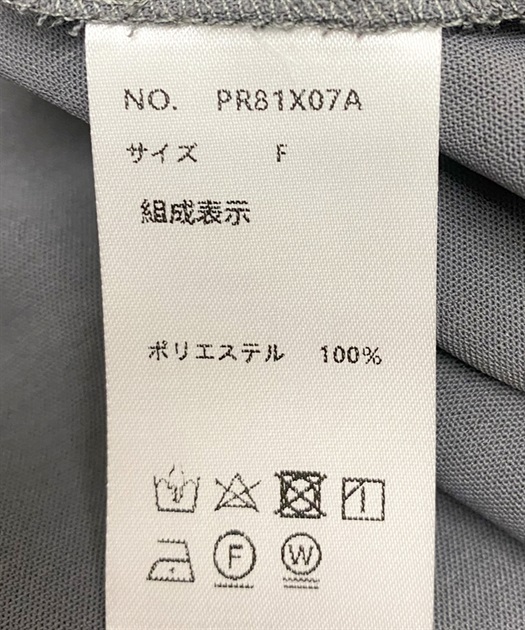 NO. PR81X07A
サイズ F
組成表示
ポリエステル 100%
F W